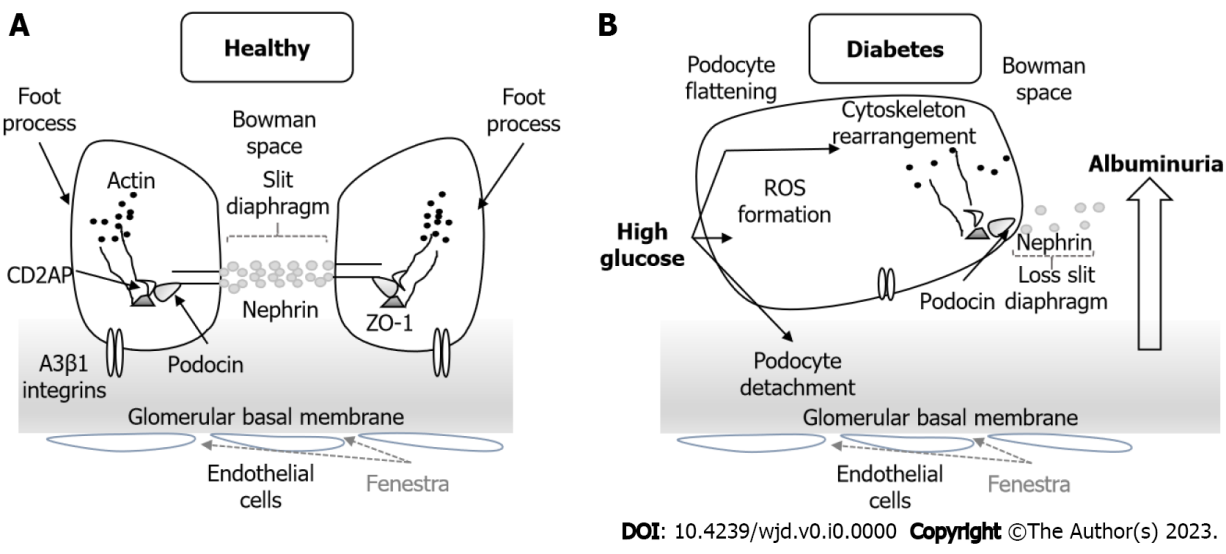 A
Healthy
Foot
process
Bowman
space
Foot
process
Slit
diaphragm
Actin
CD2AP
Nephrin
ZO-1
A3β1
integrins
Podocin
Glomerular basal membrane
Endothelial
cells
Fenestra
B
Diabetes
Podocyte
flattening
Bowman
space
Cytoskeleton
rearrangement
Albuminuria
ROS
formation
High
glucose
Nephrin
Loss slit
diaphragm
Podocin
Podocyte
detachment
Glomerular basal membrane
Endothelial
cells
Fenestra
DOI: 10.4239/wjd.v0.i0.0000 Copyright ©The Author(s) 2023.